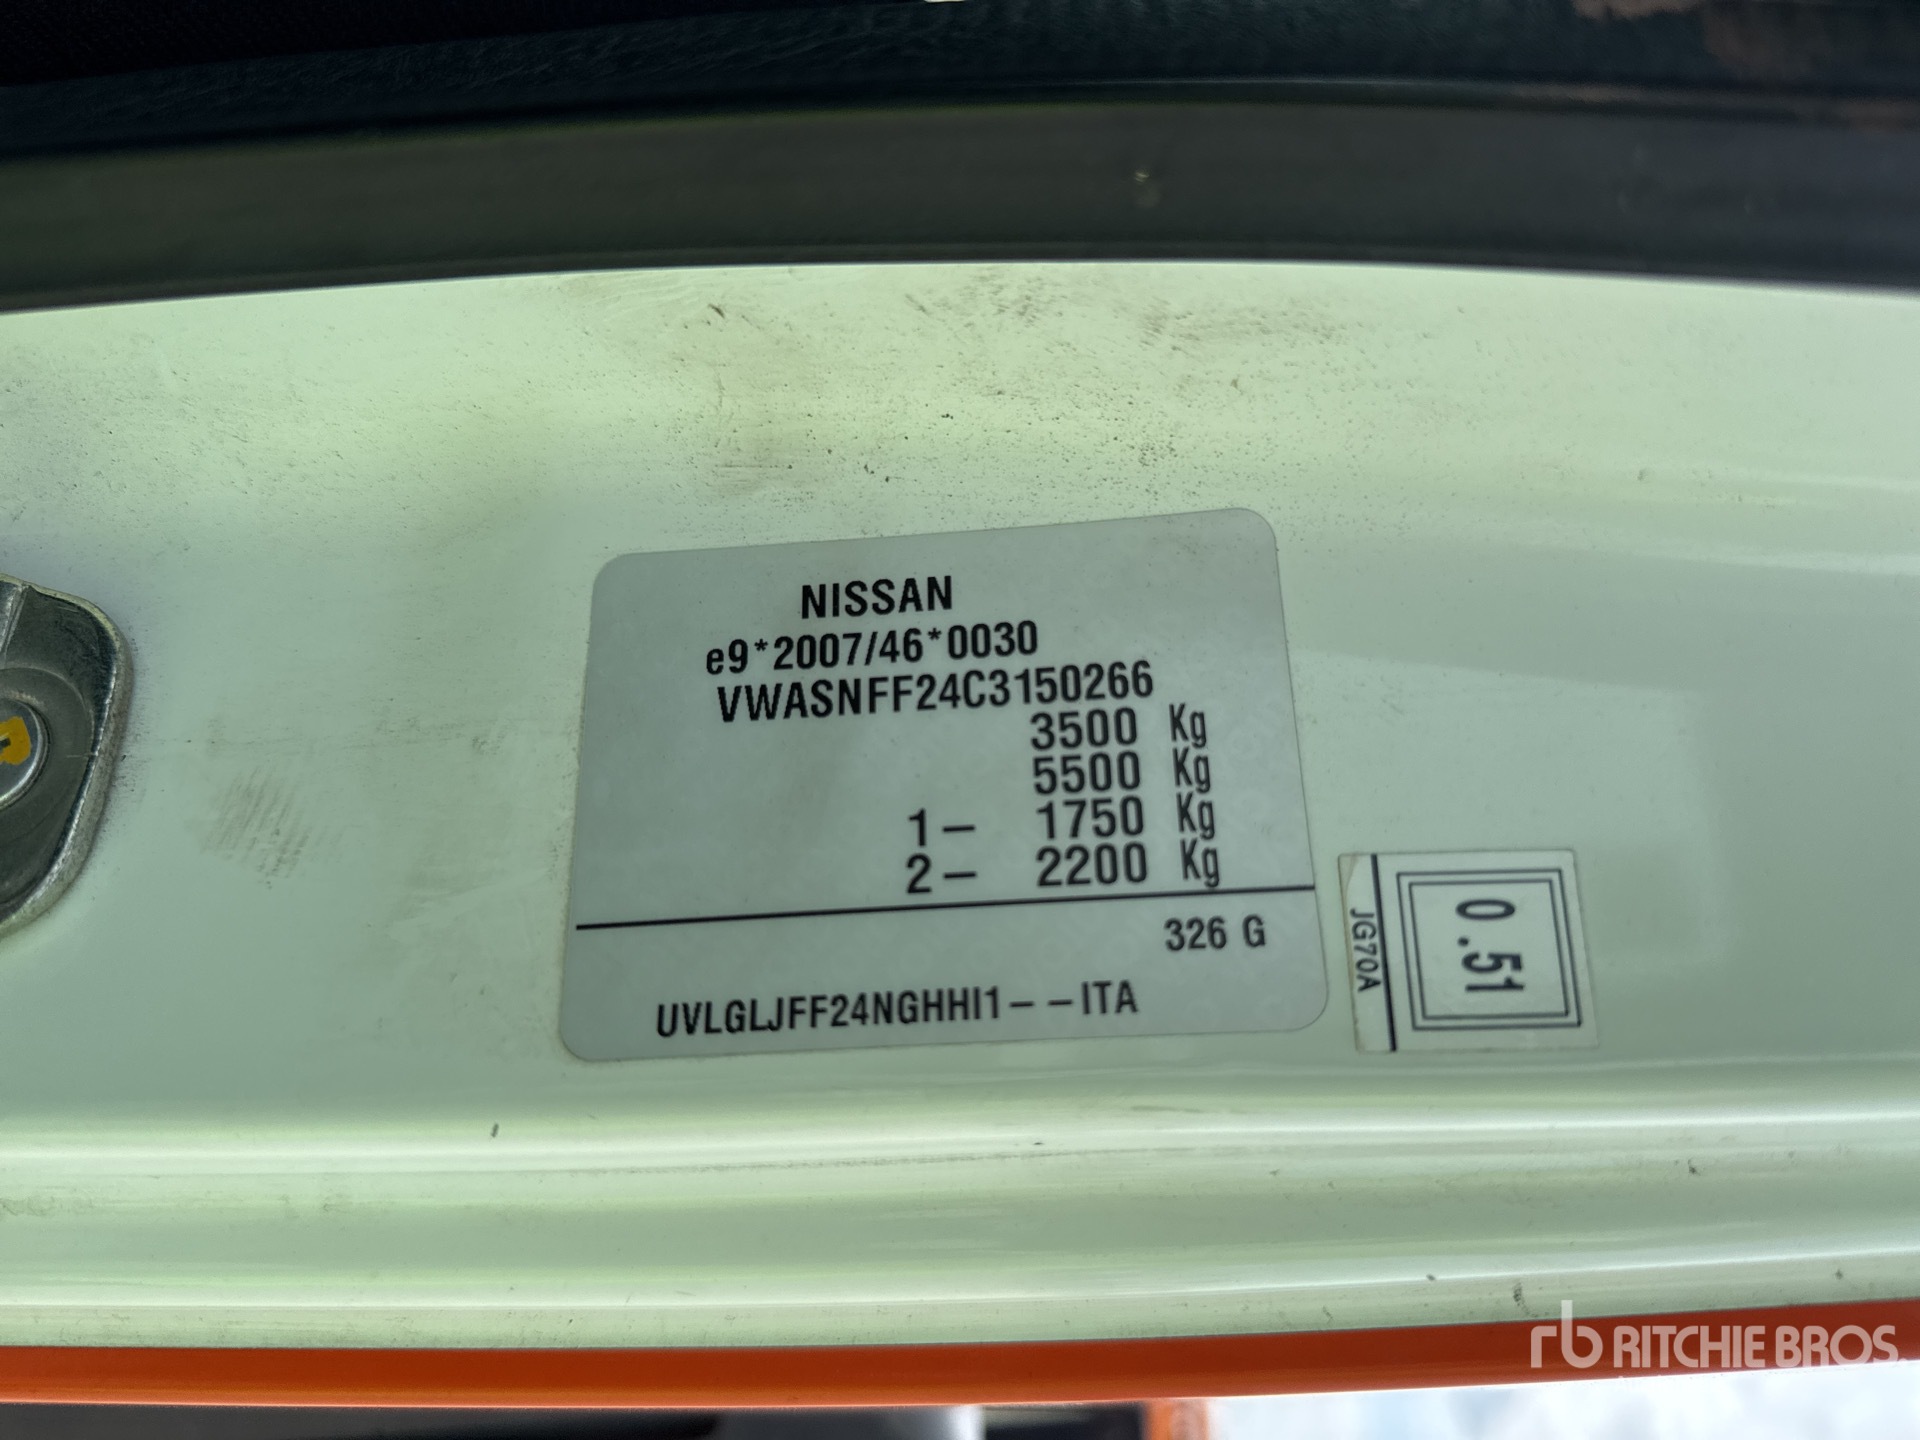 NISSAN
e9*2007/46*0030
VWASNFF24C3150266
3500 Kg
5500 Kg
1– 1750 Kg
2– 2200 Kg
326 G
UVLGLJFF24NGHHI1– –ITA
0.51
JG70A
rb RITCHIE BROS.